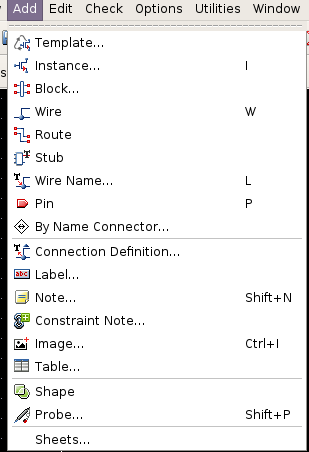 Add Edit Check Options Utilities Window
Template...
Instance... I
Block...
Wire W
Route
Stub
Wire Name... L
Pin P
By Name Connector...
Connection Definition...
abc Label...
Note... Shift+N
Constraint Note...
Image... Ctrl+I
Table...
Shape
Probe... Shift+P
Sheets...